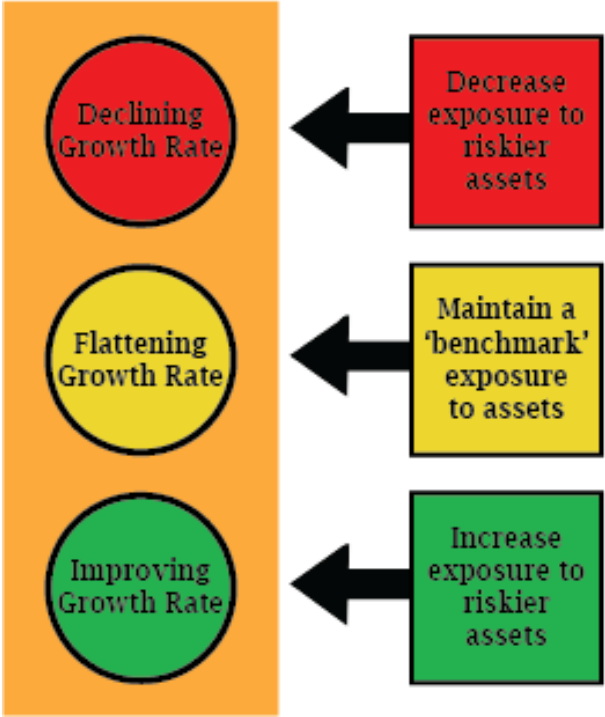 Declining
Growth Rate
Decrease
exposure to
riskier
assets
Flattening
Growth Rate
Maintain a
‘benchmark’
exposure
to assets
Improving
Growth Rate
Increase
exposure to
riskier
assets